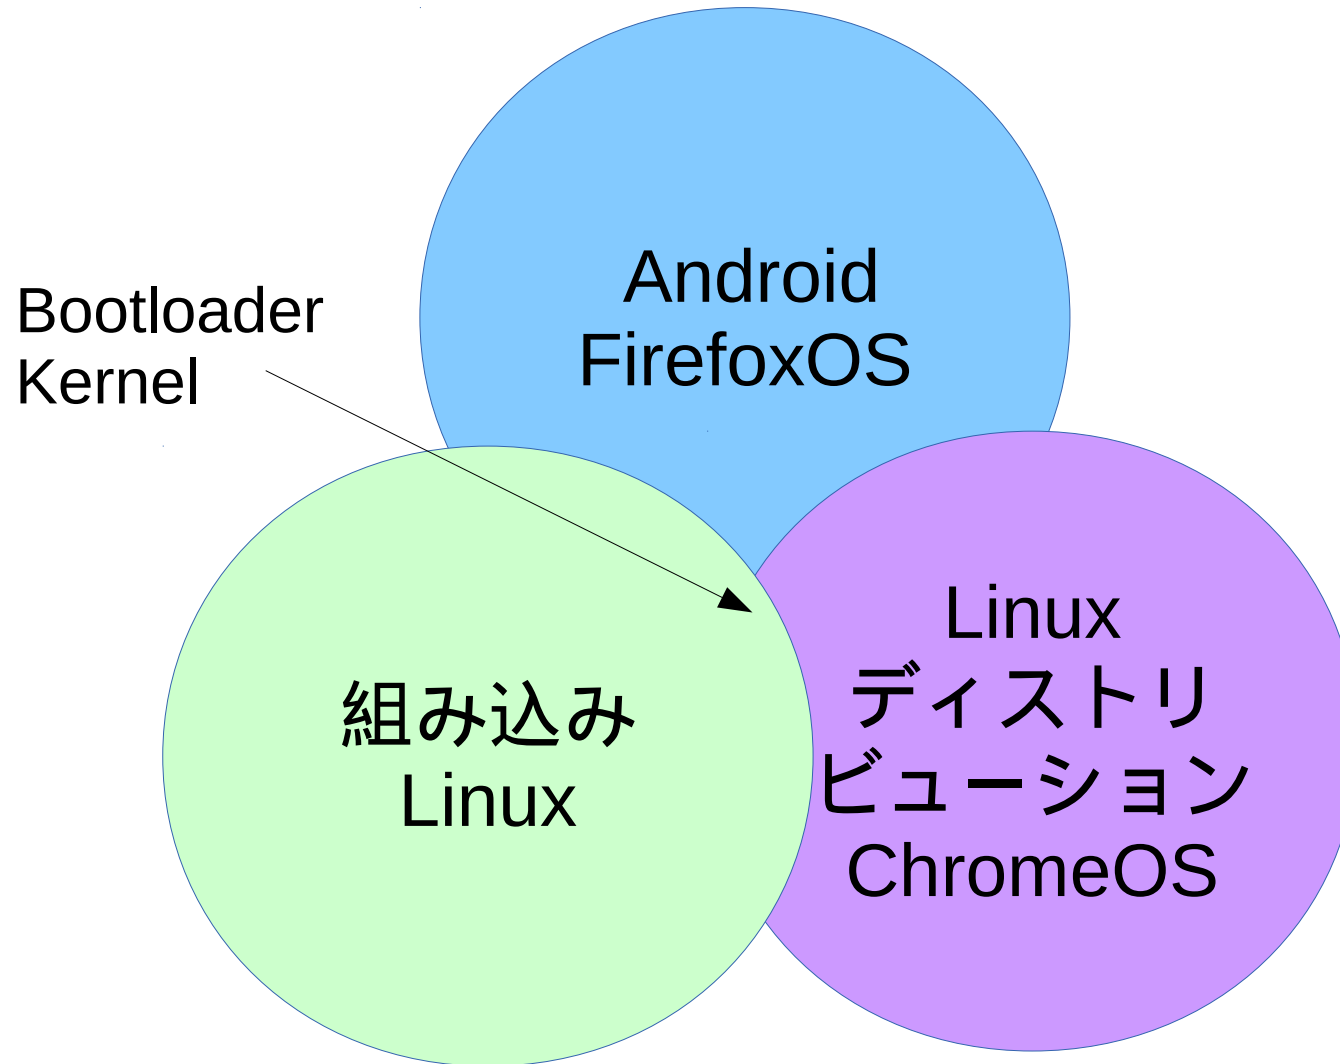 Android
FirefoxOS
Bootloader
Kernel
組み込み
Linux
Linux
ディストリ
ビューション
ChromeOS